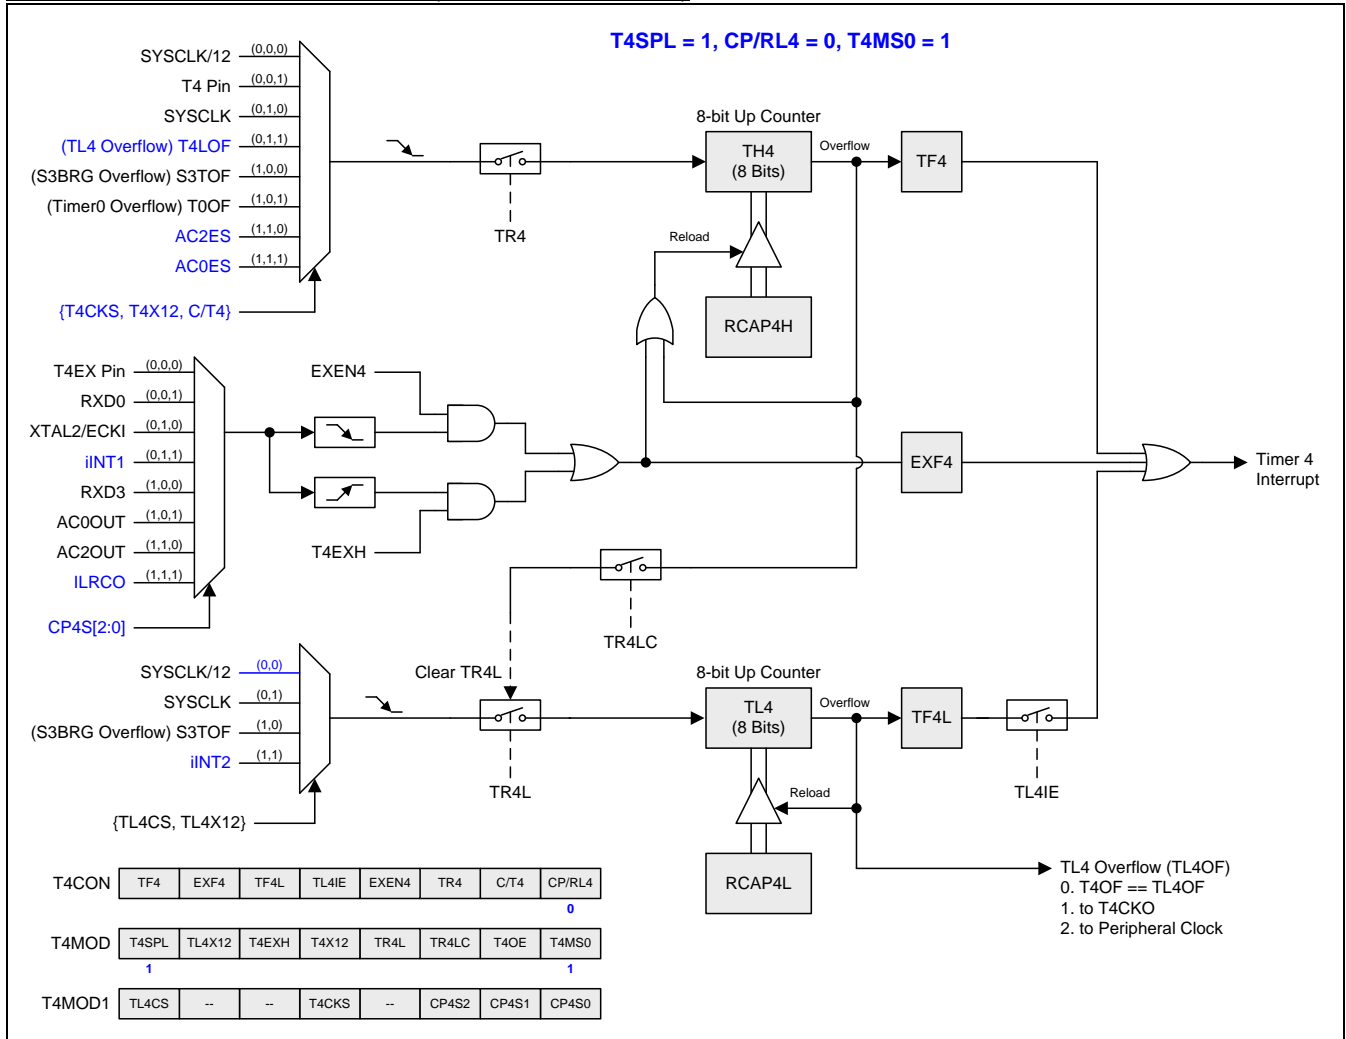 T4SPL = 1, CP/RL4 = 0, T4MS0 = 1
SYSCLK/12 (0,0,0)
T4 Pin (0,0,1)
SYSCLK (0,1,0)
(TL4 Overflow) T4LOF (0,1,1)
(S3BRG Overflow) S3TOF (1,0,0)
(Timer0 Overflow) T0OF (1,0,1)
AC2ES (1,1,0)
AC0ES (1,1,1)
{T4CKS, T4X12, C/T4}
TR4
8-bit Up Counter
TH4
(8 Bits)
Overflow
TF4
Reload
RCAP4H
T4EX Pin (0,0,0)
RXD0 (0,0,1)
XTAL2/ECKI (0,1,0)
iINT1 (0,1,1)
RXD3 (1,0,0)
AC0OUT (1,0,1)
AC2OUT (1,1,0)
ILRCO (1,1,1)
CP4S[2:0]
EXEN4
T4EXH
EXF4
Timer 4
Interrupt
TR4LC
SYSCLK/12 (0,0)
SYSCLK (0,1)
(S3BRG Overflow) S3TOF (1,0)
iINT2 (1,1)
{TL4CS, TL4X12}
Clear TR4L
TR4L
8-bit Up Counter
TL4
(8 Bits)
Overflow
TF4L
TL4IE
Reload
RCAP4L
TL4 Overflow (TL4OF)
0. T4OF == TL4OF
1. to T4CKO
2. to Peripheral Clock
T4CON TF4 EXF4 TF4L TL4IE EXEN4 TR4 C/T4 CP/RL4
0
T4MOD T4SPL TL4X12 T4EXH T4X12 TR4L TR4LC T4OE T4MS0
1 1
T4MOD1 TL4CS -- -- T4CKS -- CP4S2 CP4S1 CP4S0